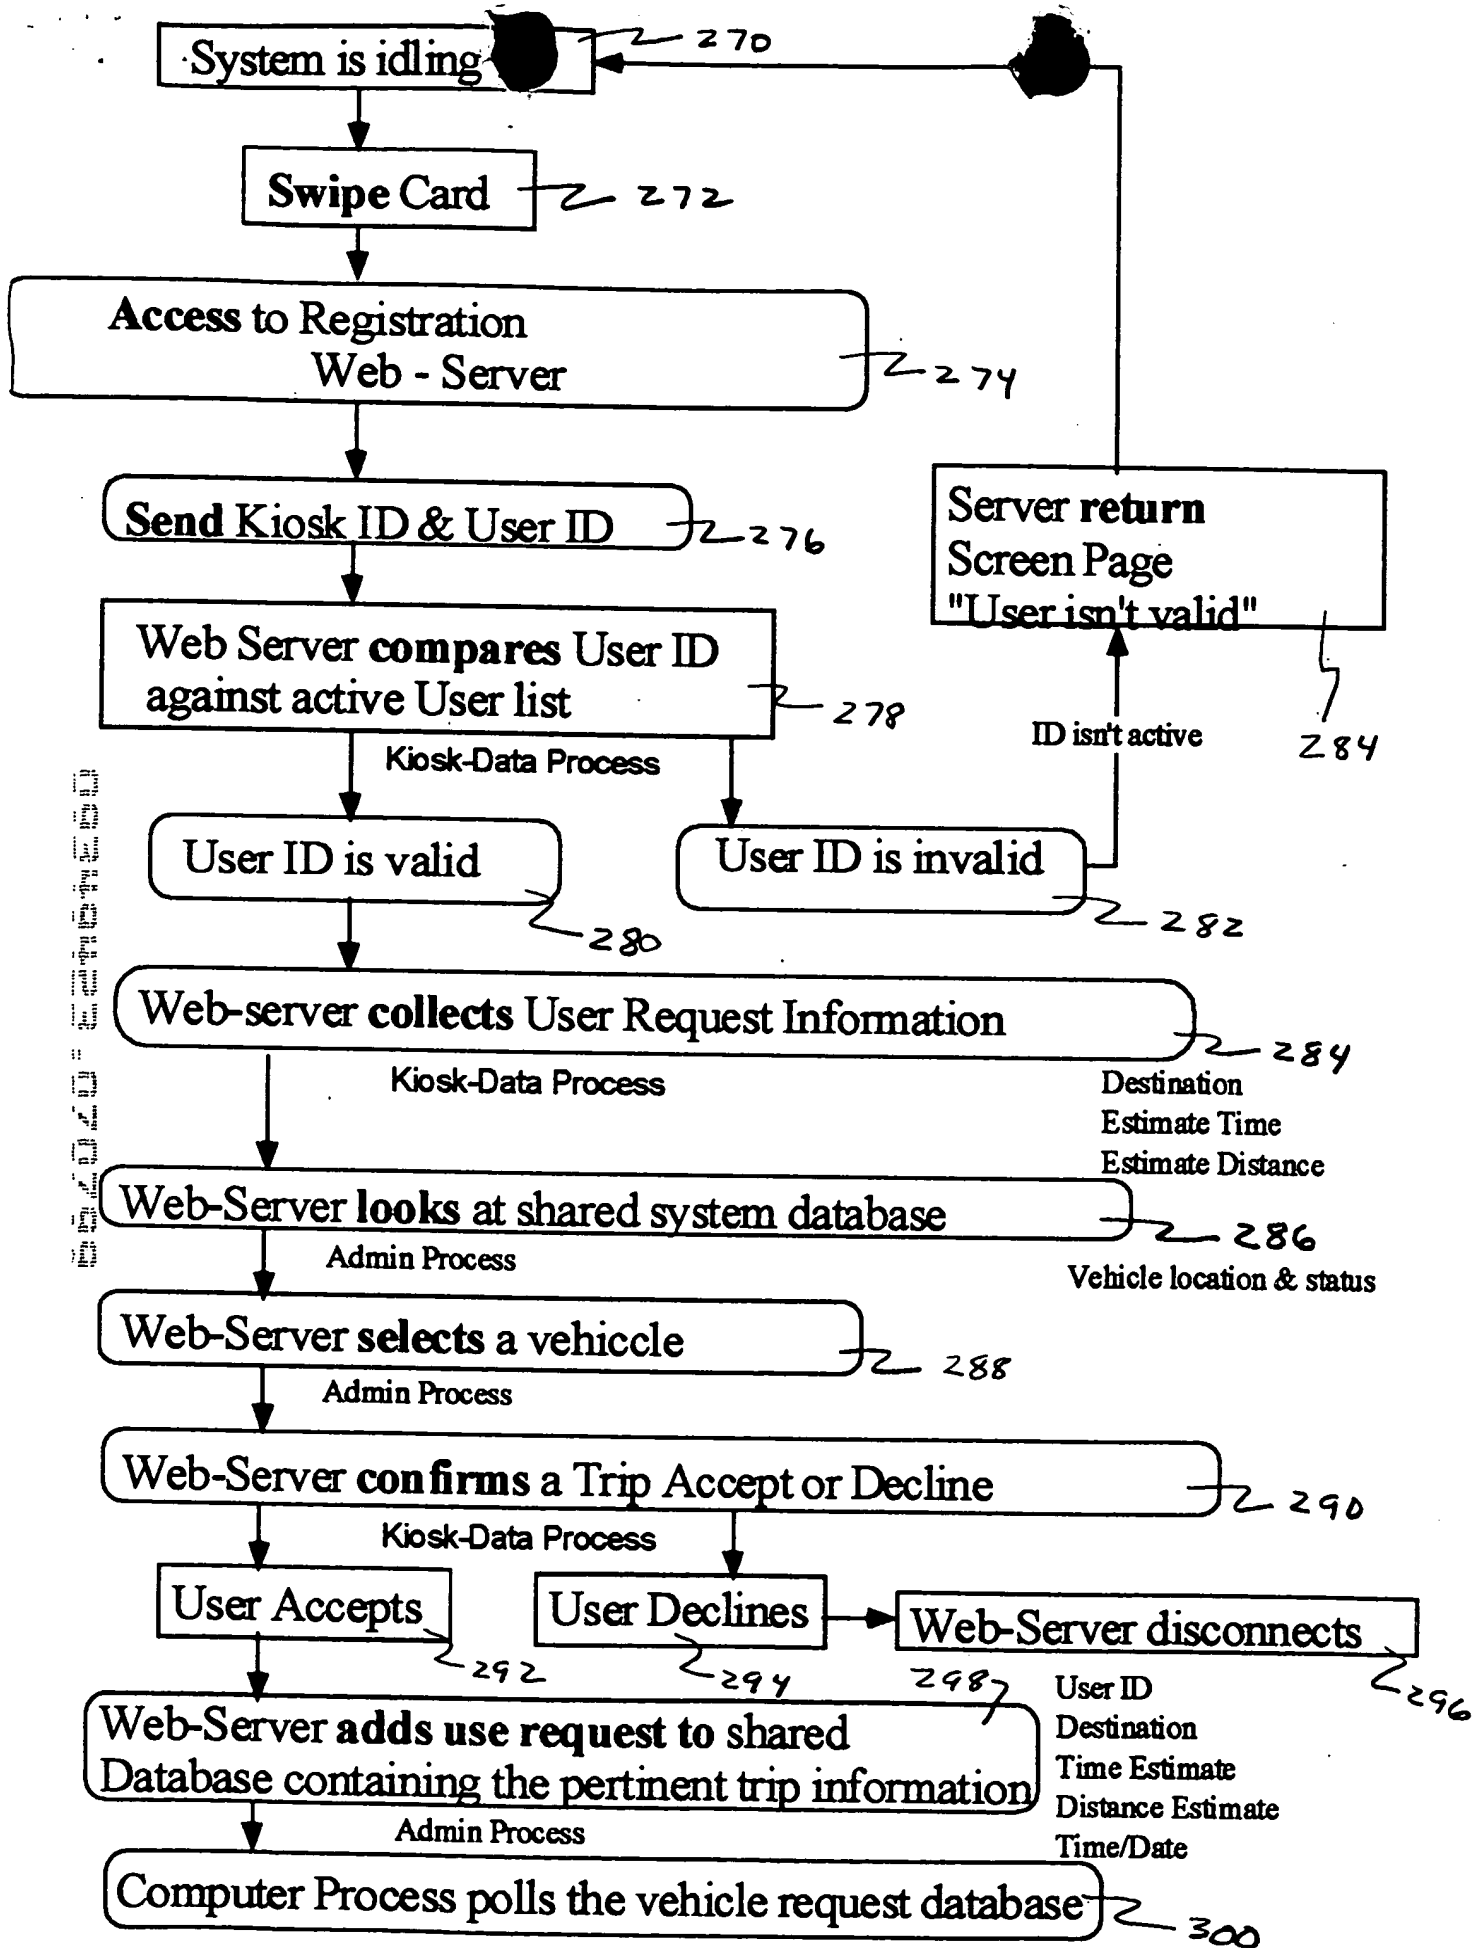 System is idling
270
Swipe Card
272
Access to Registration
Web - Server
274
Send Kiosk ID & User ID
276
Server return
Screen Page
"User isn't valid"
284
Web Server compares User ID
against active User list
278
ID isn't active
Kiosk-Data Process
User ID is valid
280
User ID is invalid
282
Web-server collects User Request Information
284
Kiosk-Data Process
Destination
Estimate Time
Estimate Distance
Web-Server looks at shared system database
286
Admin Process
Vehicle location & status
Web-Server selects a vehiccle
288
Admin Process
Web-Server confirms a Trip Accept or Decline
290
Kiosk-Data Process
User Accepts
292
User Declines
294
Web-Server disconnects
296
298
Web-Server adds use request to shared
Database containing the pertinent trip information
User ID
Destination
Time Estimate
Distance Estimate
Time/Date
Admin Process
Computer Process polls the vehicle request database
300